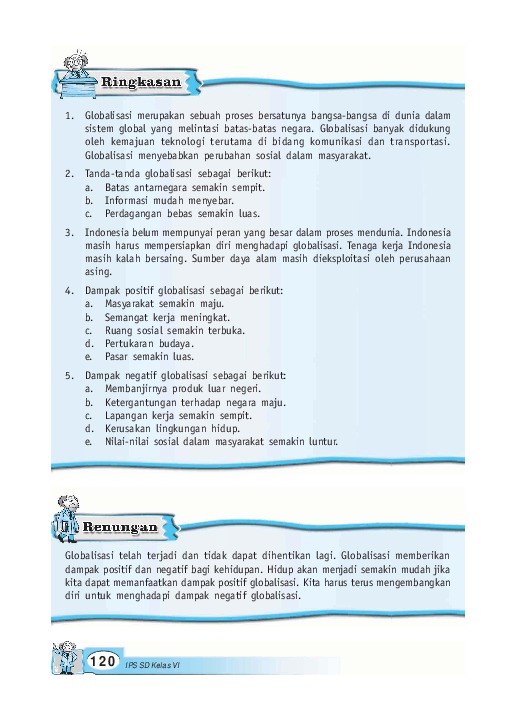 Ringkasan
1. Globalisasi merupakan sebuah proses bersatunya bangsa-bangsa di dunia dalam
sistem global yang melintasi batas-batas negara. Globalisasi banyak didukung
oleh kemajuan teknologi terutama di bidang komunikasi dan transportasi.
Globalisasi menyebabkan perubahan sosial dalam masyarakat.
2. Tanda-tanda globalisasi sebagai berikut:
a. Batas antarnegara semakin sempit.
b. Informasi mudah menyebar.
c. Perdagangan bebas semakin luas.
3. Indonesia belum mempunyai peran yang besar dalam proses mendunia. Indonesia
masih harus mempersiapkan diri menghadapi globalisasi. Tenaga kerja Indonesia
masih kalah bersaing. Sumber daya alam masih dieksploitasi oleh perusahaan
asing.
4. Dampak positif globalisasi sebagai berikut:
a. Masyarakat semakin maju.
b. Semangat kerja meningkat.
c. Ruang sosial semakin terbuka.
d. Pertukaran budaya.
e. Pasar semakin luas.
5. Dampak negatif globalisasi sebagai berikut:
a. Membanjirnya produk luar negeri.
b. Ketergantungan terhadap negara maju.
c. Lapangan kerja semakin sempit.
d. Kerusakan lingkungan hidup.
e. Nilai-nilai sosial dalam masyarakat semakin luntur.
Renungan
Globalisasi telah terjadi dan tidak dapat dihentikan lagi. Globalisasi memberikan
dampak positif dan negatif bagi kehidupan. Hidup akan menjadi semakin mudah jika
kita dapat memanfaatkan dampak positif globalisasi. Kita harus terus mengembangkan
diri untuk menghadapi dampak negatif globalisasi.
120 IPS SD Kelas VI